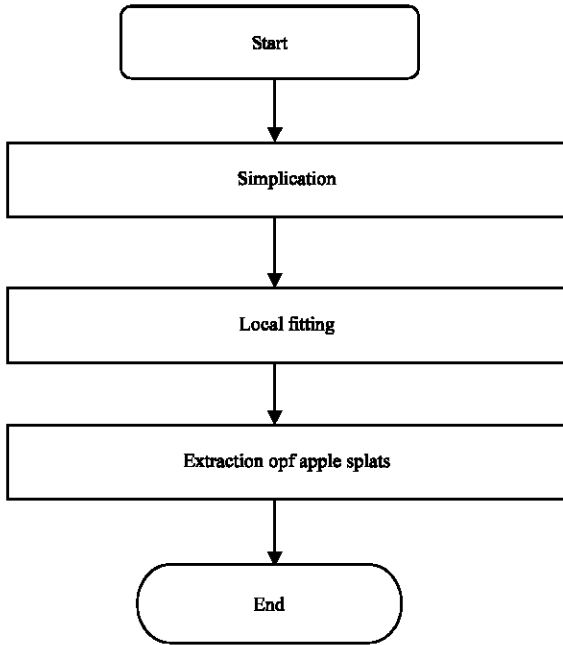 Start
Simplication
Local fitting
Extraction opf apple splats
End